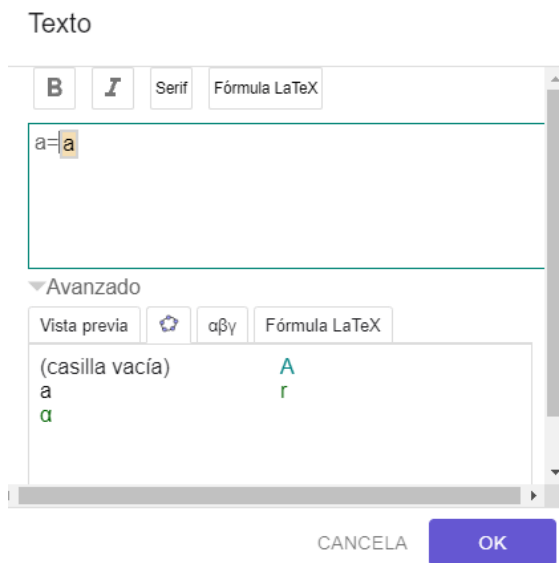 Texto
B I Serif Fórmula LaTeX
a=a
Avanzado
Vista previa αβγ Fórmula LaTeX
(casilla vacía) A
a r
α
CANCELA OK